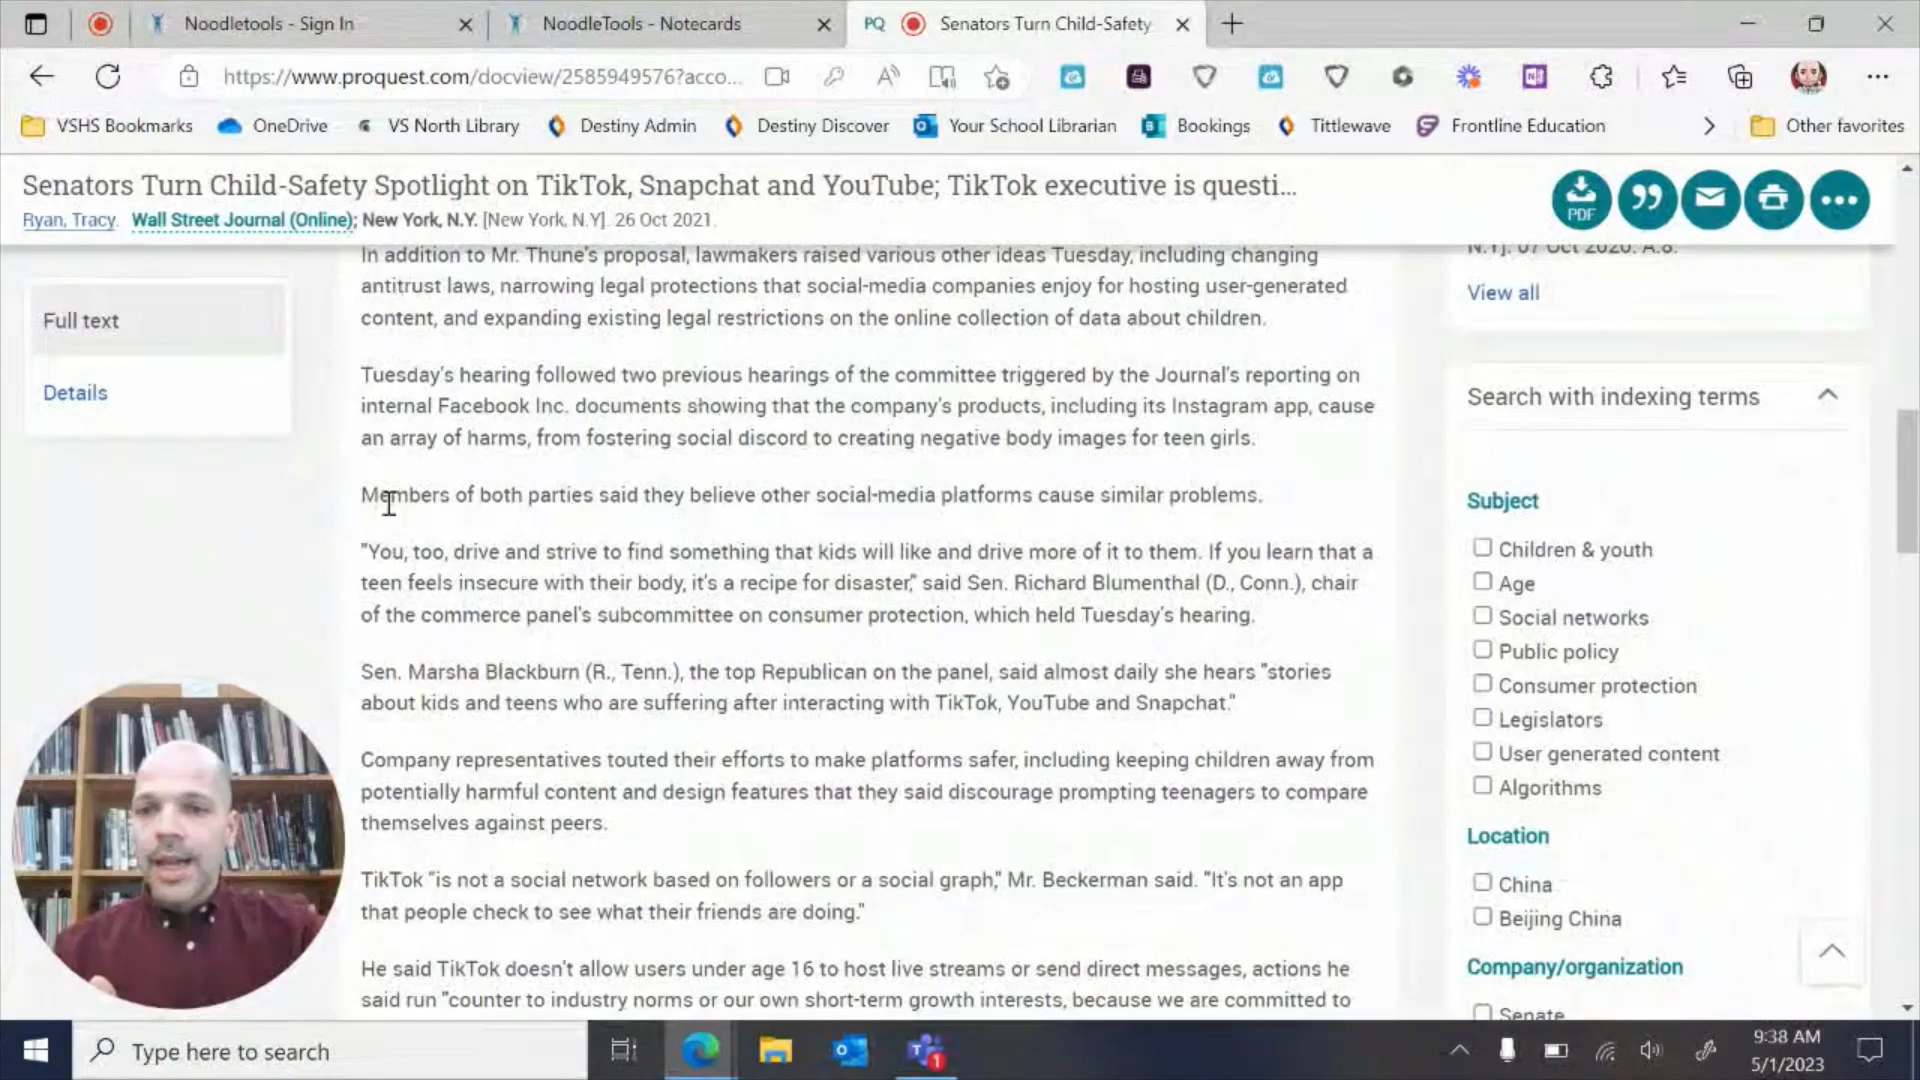 Noodletools - Sign In
NoodleTools - Notecards
PQ
Senators Turn Child-Safety
https://www.proquest.com/docview/2585949576?acco...
VSHS Bookmarks
OneDrive
VS North Library
Destiny Admin
Destiny Discover
Your School Librarian
Bookings
Tittlewave
Frontline Education
Other favorites
Senators Turn Child-Safety Spotlight on TikTok, Snapchat and YouTube; TikTok executive is questi...
Ryan, Tracy. Wall Street Journal (Online); New York, N.Y. [New York, N.Y]. 26 Oct 2021.
PDF
Full text
Details
In addition to Mr. Thune's proposal, lawmakers raised various other ideas Tuesday, including changing
antitrust laws, narrowing legal protections that social-media companies enjoy for hosting user-generated
content, and expanding existing legal restrictions on the online collection of data about children.
Tuesday's hearing followed two previous hearings of the committee triggered by the Journal's reporting on
internal Facebook Inc. documents showing that the company's products, including its Instagram app, cause
an array of harms, from fostering social discord to creating negative body images for teen girls.
Members of both parties said they believe other social-media platforms cause similar problems.
"You, too, drive and strive to find something that kids will like and drive more of it to them. If you learn that a
teen feels insecure with their body, it's a recipe for disaster," said Sen. Richard Blumenthal (D., Conn.), chair
of the commerce panel's subcommittee on consumer protection, which held Tuesday's hearing.
Sen. Marsha Blackburn (R., Tenn.), the top Republican on the panel, said almost daily she hears "stories
about kids and teens who are suffering after interacting with TikTok, YouTube and Snapchat."
Company representatives touted their efforts to make platforms safer, including keeping children away from
potentially harmful content and design features that they said discourage prompting teenagers to compare
themselves against peers.
TikTok "is not a social network based on followers or a social graph," Mr. Beckerman said. "It's not an app
that people check to see what their friends are doing."
He said TikTok doesn't allow users under age 16 to host live streams or send direct messages, actions he
said run "counter to industry norms or our own short-term growth interests, because we are committed to
N.Y]. 07 Oct 2020: A.8.
View all
Search with indexing terms
Subject
Children & youth
Age
Social networks
Public policy
Consumer protection
Legislators
User generated content
Algorithms
Location
China
Beijing China
Company/organization
Senate
Type here to search
1
9:38 AM
5/1/2023